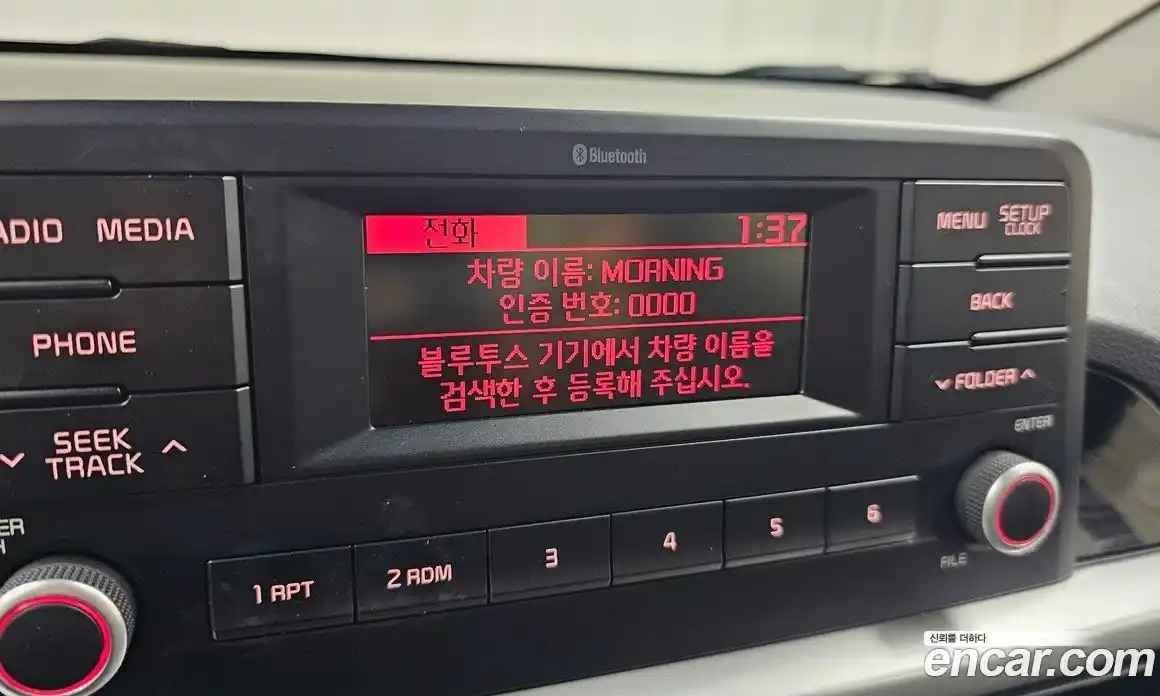 Bluetooth
MEDIA
PHONE
SEEK
TRACK
전화 1:37
차량 이름: MORNING
인증 번호: 0000
블루투스 기기에서 차량 이름을
검색한 후 등록해 주십시오.
MENU SETUP
CLOCK
BACK
FOLDER
ENTER
FILE
1 RPT 2 RDM 3 4 5 6
신뢰를 더하다
encar.com